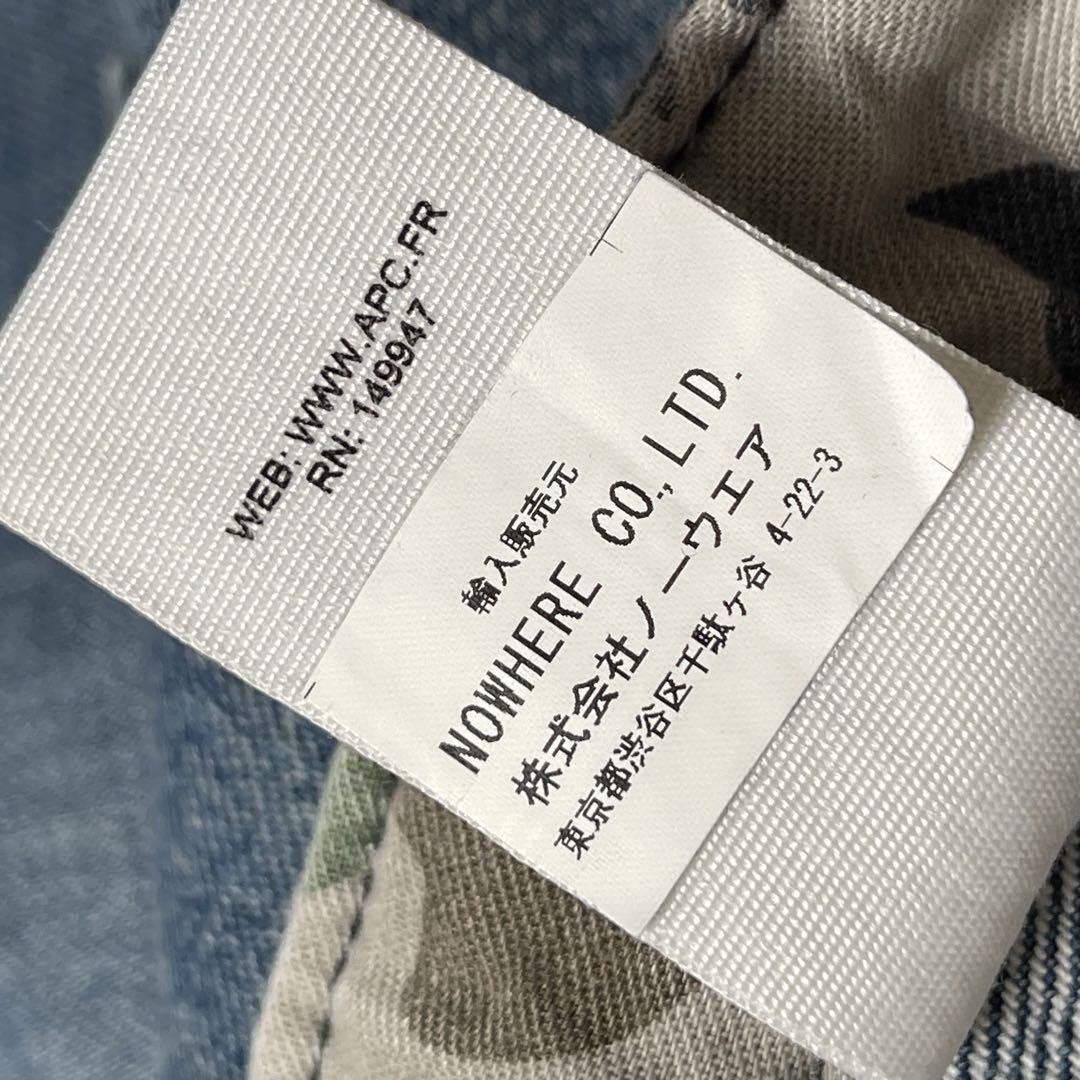 WEB: WWW.APC.FR
RN: 149947
輸入販売元
NOWHERE CO., LTD.
株式会社ノーウエア
東京都渋谷区千駄ヶ谷 4-22-3